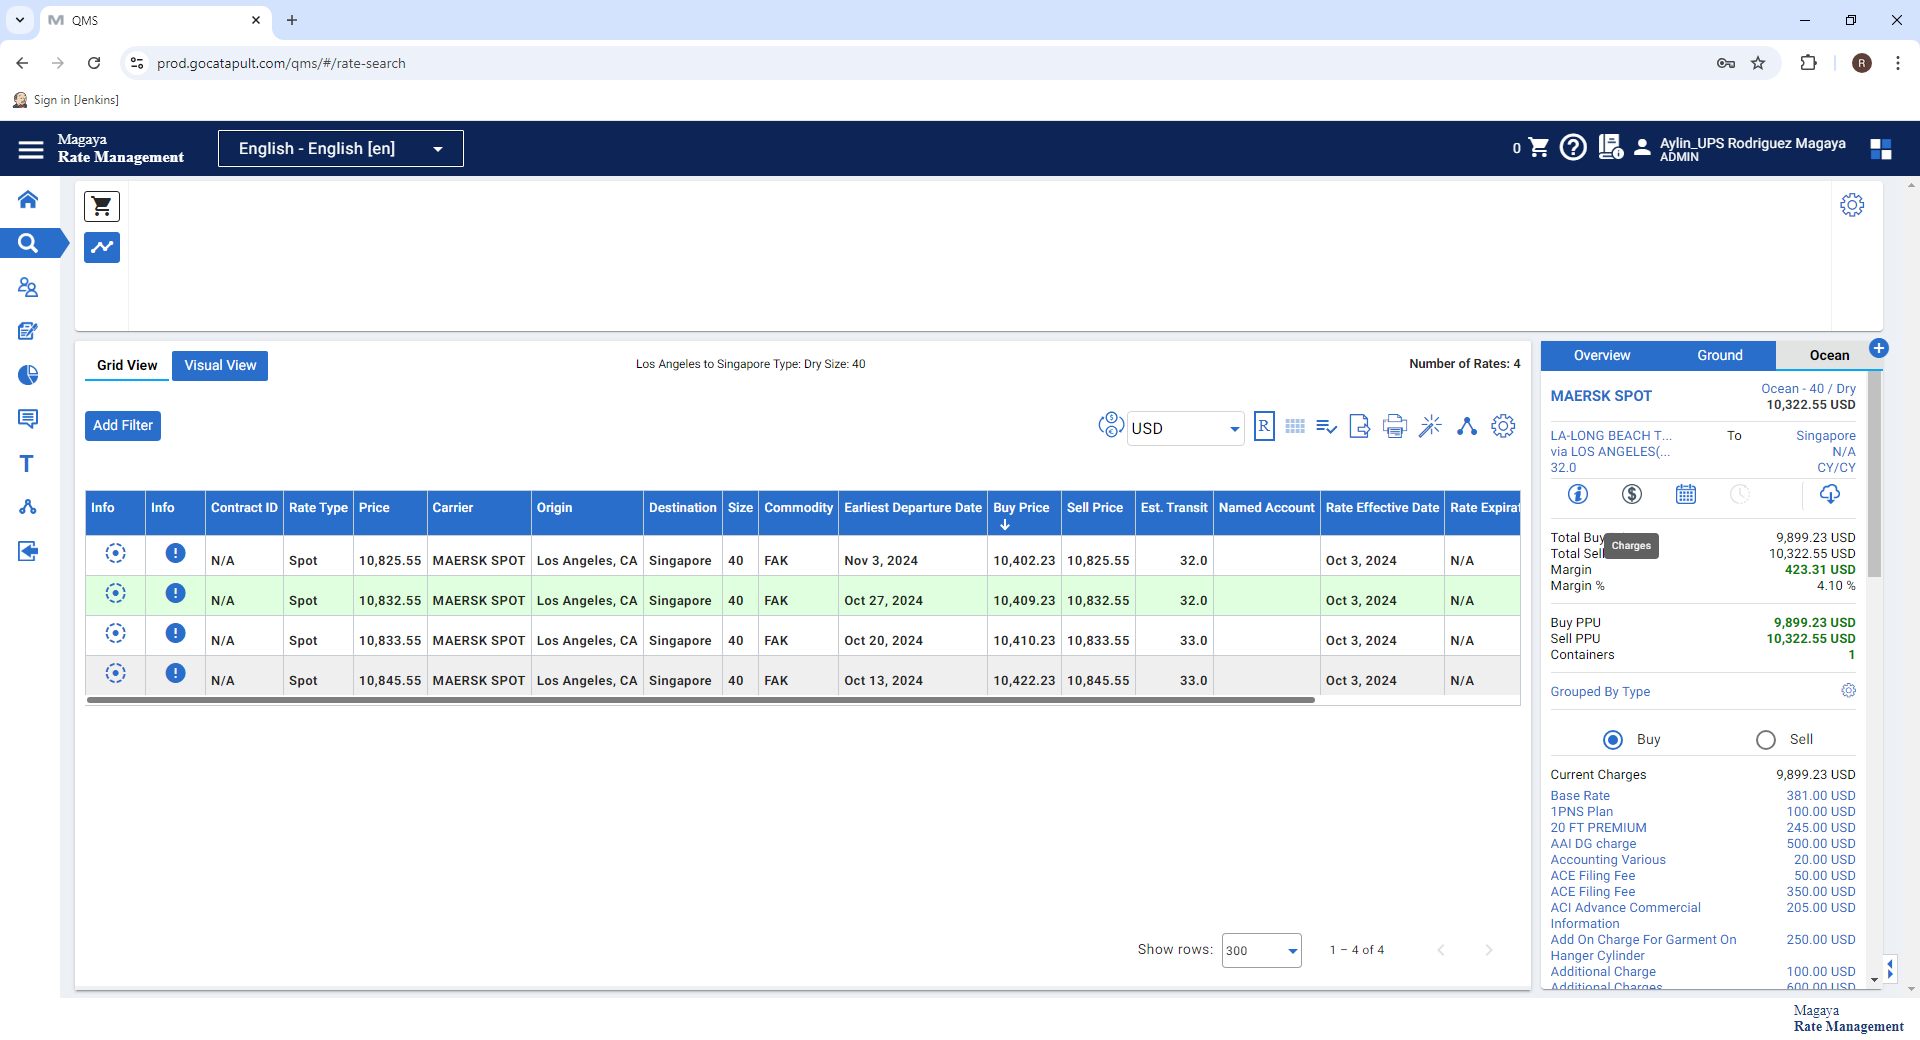 QMS
prod.gocatapult.com/qms/#/rate-search
R
Sign in [Jenkins]
Magaya
Rate Management
English - English [en]
0
Aylin_UPS Rodriguez Magaya
ADMIN
Grid View
Visual View
Los Angeles to Singapore Type: Dry Size: 40
Number of Rates: 4
Add Filter
USD
R
Info Info Contract ID Rate Type Price Carrier Origin Destination Size Commodity Earliest Departure Date Buy Price Sell Price Est. Transit Named Account Rate Effective Date Rate Expirat
N/A Spot 10,825.55 MAERSK SPOT Los Angeles, CA Singapore 40 FAK Nov 3, 2024 10,402.23 10,825.55 32.0 Oct 3, 2024 N/A
N/A Spot 10,832.55 MAERSK SPOT Los Angeles, CA Singapore 40 FAK Oct 27, 2024 10,409.23 10,832.55 32.0 Oct 3, 2024 N/A
N/A Spot 10,833.55 MAERSK SPOT Los Angeles, CA Singapore 40 FAK Oct 20, 2024 10,410.23 10,833.55 33.0 Oct 3, 2024 N/A
N/A Spot 10,845.55 MAERSK SPOT Los Angeles, CA Singapore 40 FAK Oct 13, 2024 10,422.23 10,845.55 33.0 Oct 3, 2024 N/A
Show rows: 300 1 – 4 of 4
Overview Ground Ocean
MAERSK SPOT
Ocean - 40 / Dry
10,322.55 USD
LA-LONG BEACH T... To Singapore
via LOS ANGELES(... N/A
32.0 CY/CY
Total Buy 9,899.23 USD
Charges
Total Sell 10,322.55 USD
Margin 423.31 USD
Margin % 4.10 %
Buy PPU 9,899.23 USD
Sell PPU 10,322.55 USD
Containers 1
Grouped By Type
Buy Sell
Current Charges 9,899.23 USD
Base Rate 381.00 USD
1PNS Plan 100.00 USD
20 FT PREMIUM 245.00 USD
AAI DG charge 500.00 USD
Accounting Various 20.00 USD
ACE Filing Fee 50.00 USD
ACE Filing Fee 350.00 USD
ACI Advance Commercial 205.00 USD
Information
Add On Charge For Garment On 250.00 USD
Hanger Cylinder
Additional Charge 100.00 USD
Additional Charges 600.00 USD
Magaya
Rate Management